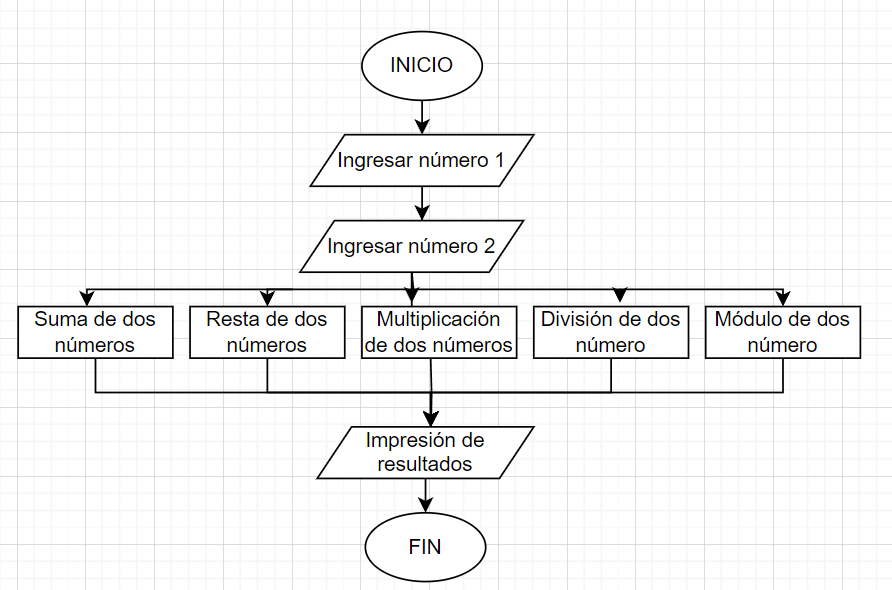 INICIO
Ingresar número 1
Ingresar número 2
Suma de dos
números
Resta de dos
números
Multiplicación
de dos números
División de dos
número
Módulo de dos
número
Impresión de
resultados
FIN